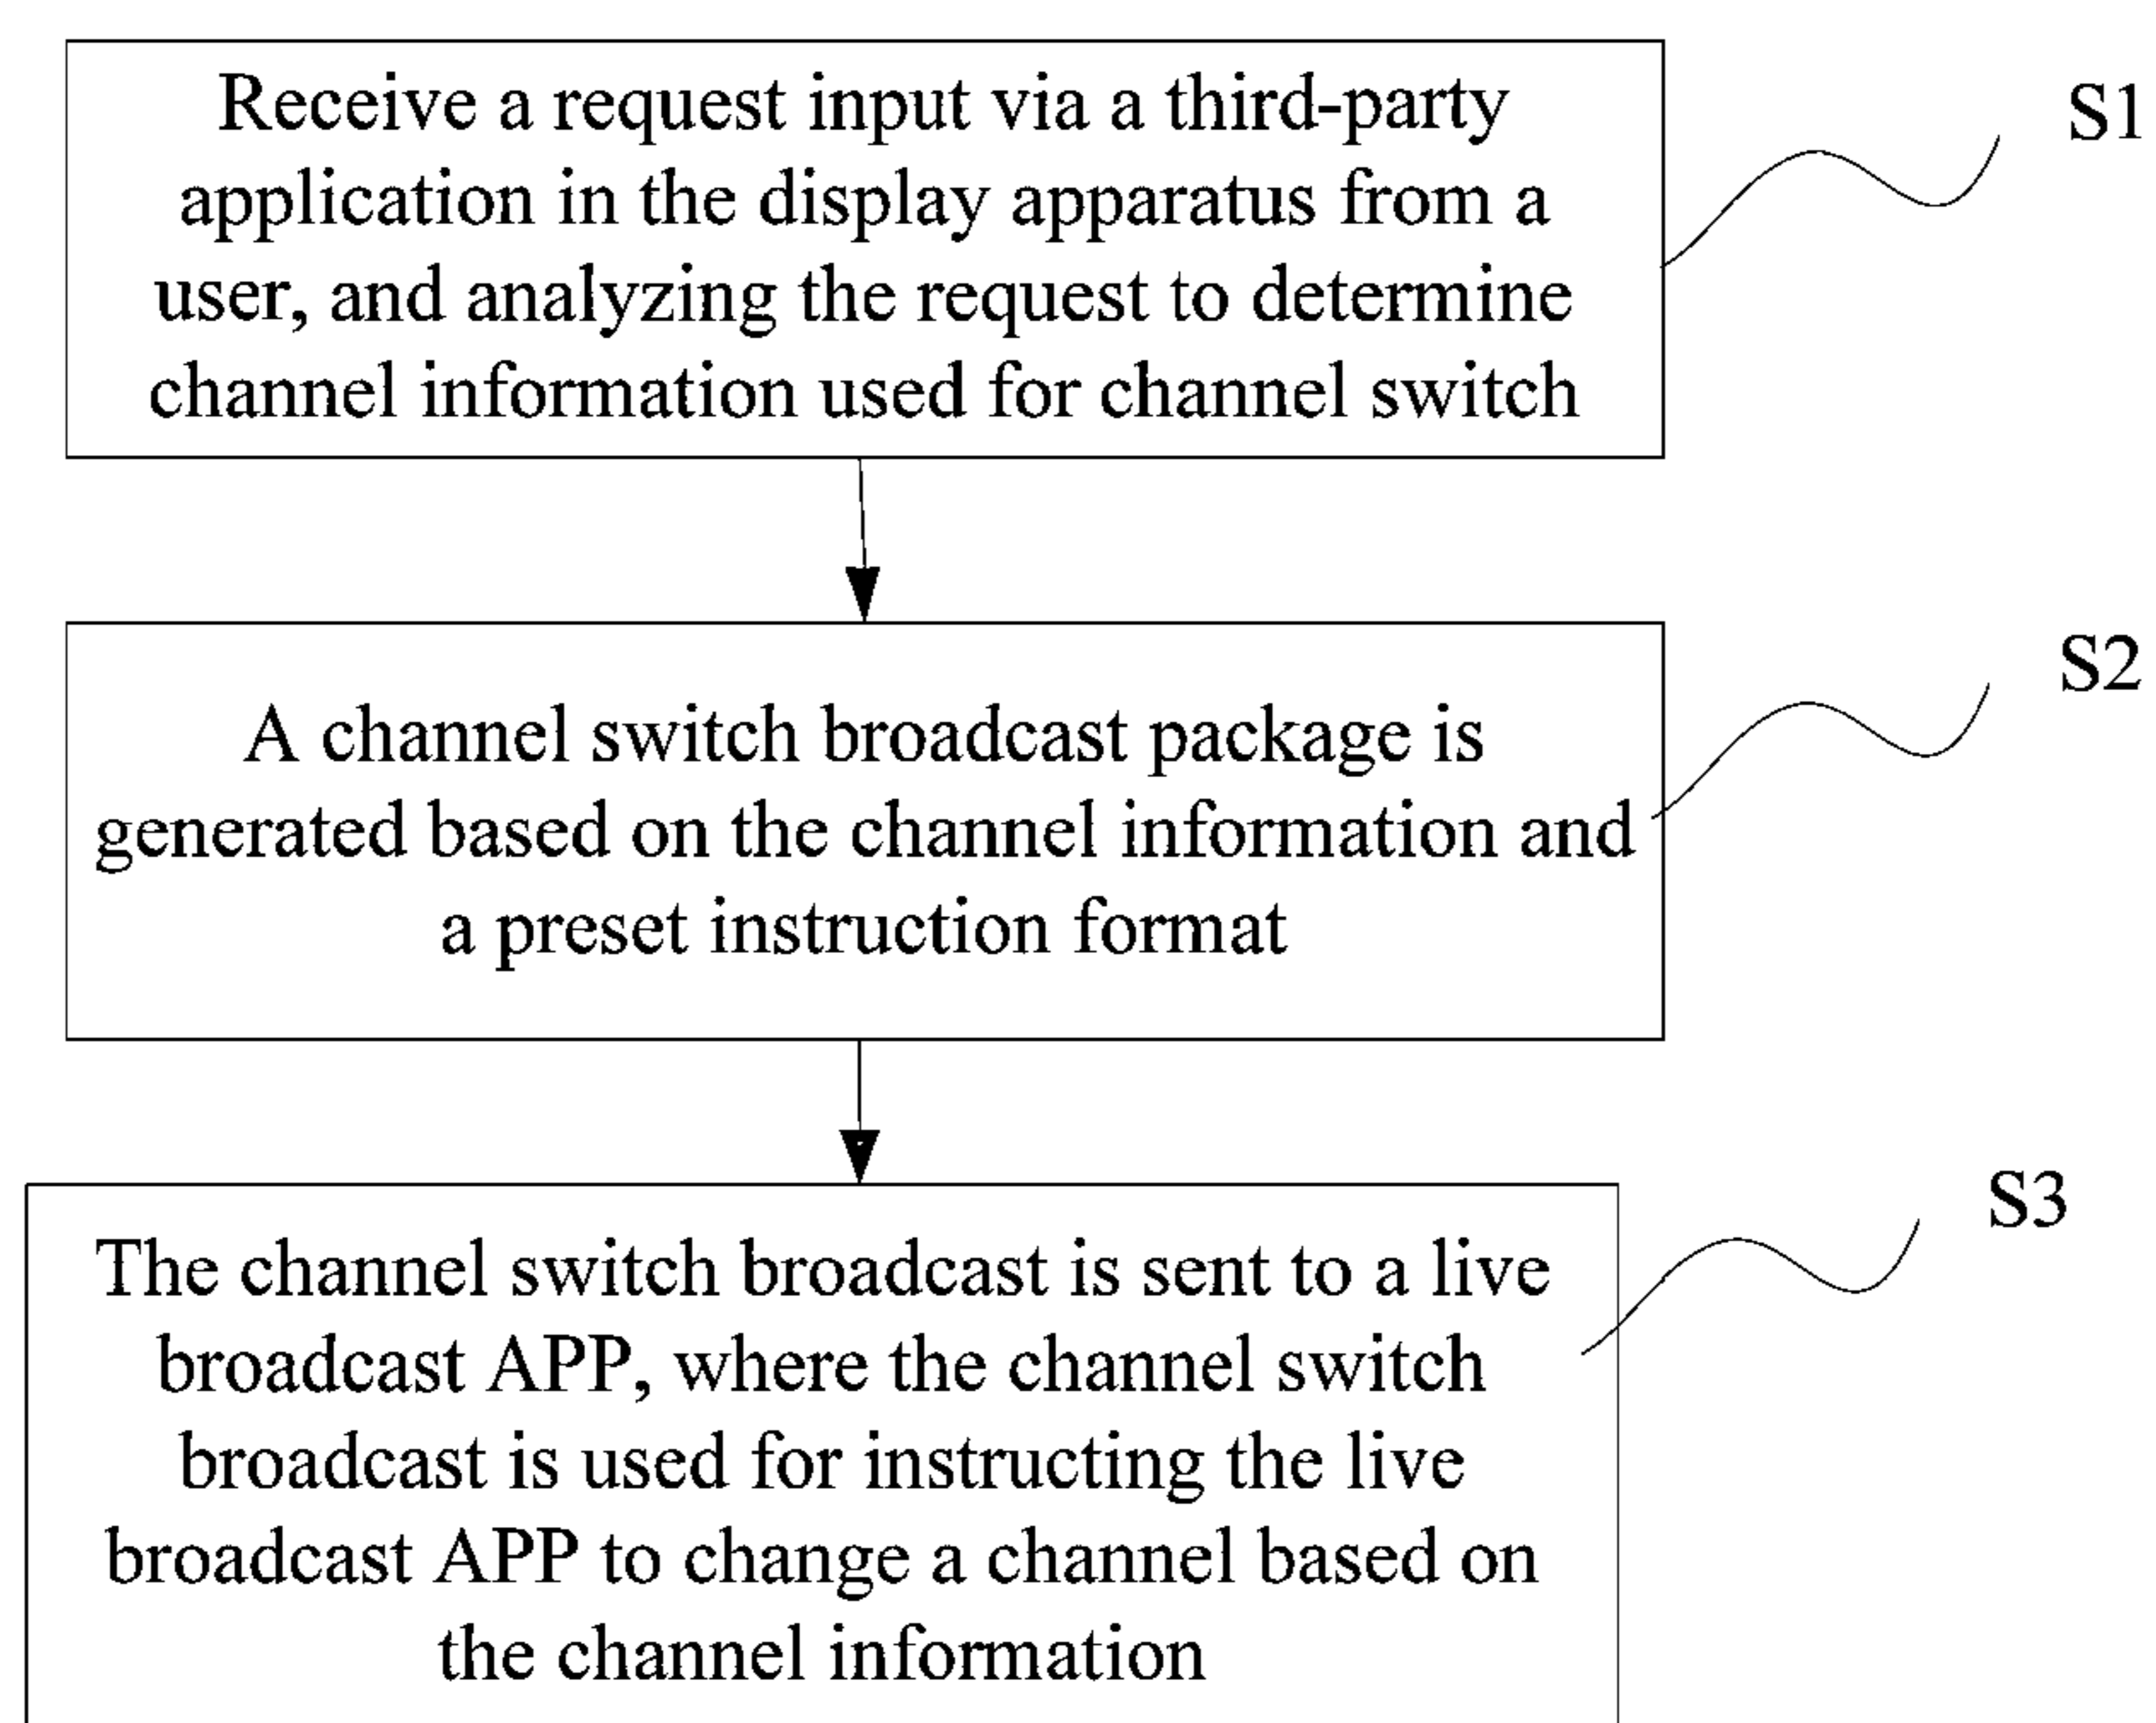 Receive a request input via a third-party
application in the display apparatus from a
user, and analyzing the request to determine
channel information used for channel switch
S1
A channel switch broadcast package is
generated based on the channel information and
a preset instruction format
S2
The channel switch broadcast is sent to a live
broadcast APP, where the channel switch
broadcast is used for instructing the live
broadcast APP to change a channel based on
the channel information
S3